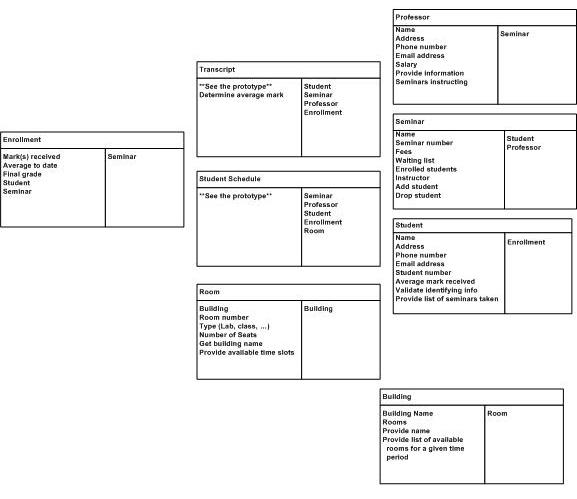 Enrollment
Mark(s) received
Average to date
Final grade
Student
Seminar
Seminar
Transcript
**See the prototype**
Determine average mark
Student
Seminar
Professor
Enrollment
Student Schedule
**See the prototype**
Seminar
Professor
Student
Enrollment
Room
Room
Building
Room number
Type (Lab, class, ...)
Number of Seats
Get building name
Provide available time slots
Building
Professor
Name
Address
Phone number
Email address
Salary
Provide information
Seminars instructing
Seminar
Seminar
Name
Seminar number
Fees
Waiting list
Enrolled students
Instructor
Add student
Drop student
Student
Professor
Student
Name
Address
Phone number
Email address
Student number
Average mark received
Validate identifying info
Provide list of seminars taken
Enrollment
Building
Building Name
Rooms
Provide name
Provide list of available
rooms for a given time
period
Room